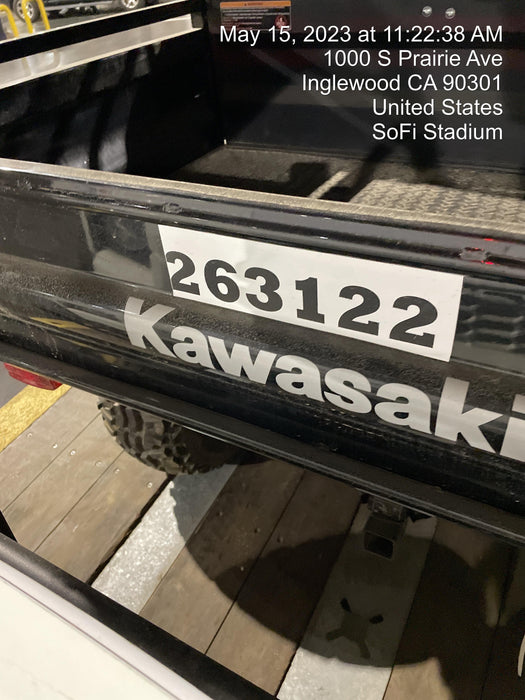 May 15, 2023 at 11:22:38 AM
1000 S Prairie Ave
Inglewood CA 90301
United States
SoFi Stadium
263122
Kawasaki